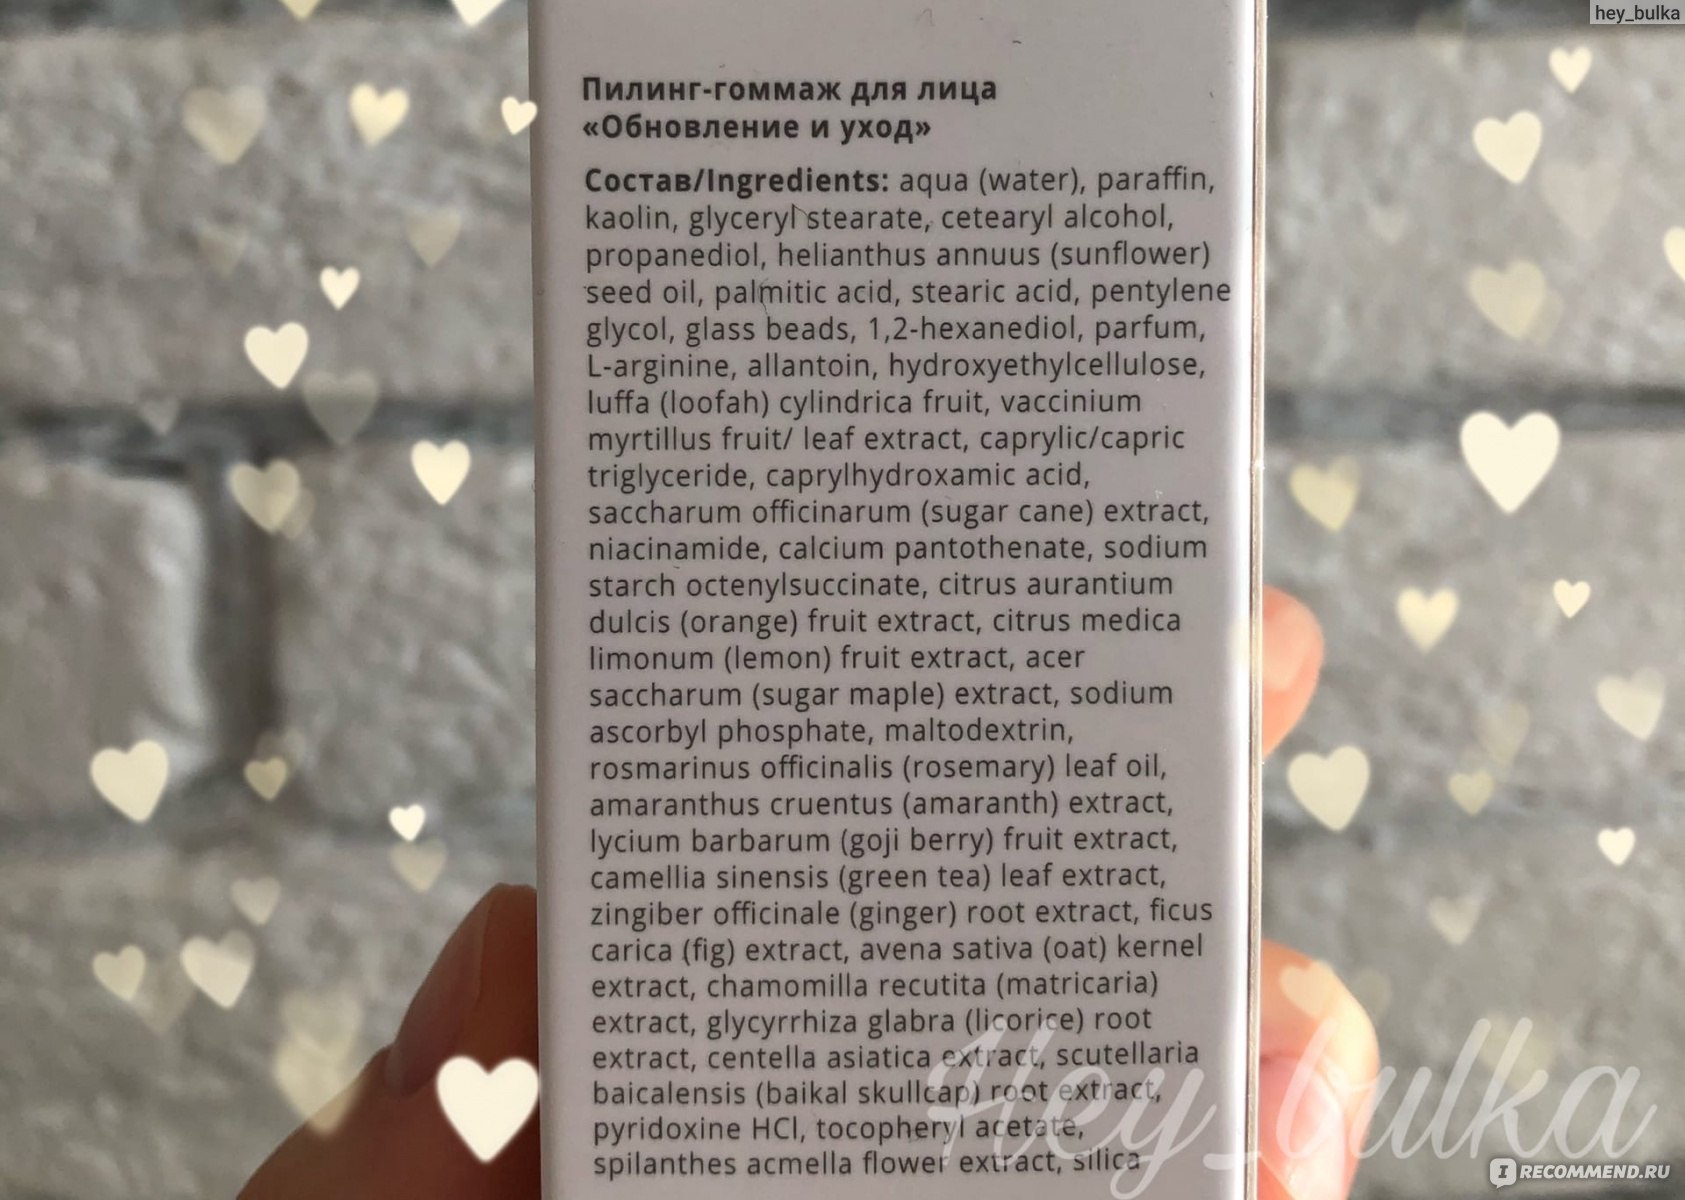 hey_bulka
Пилинг-гоммаж для лица
«Обновление и уход»
Состав/Ingredients: aqua (water), paraffin,
kaolin, glyceryl stearate, cetearyl alcohol,
propanediol, helianthus annuus (sunflower)
seed oil, palmitic acid, stearic acid, pentylene
glycol, glass beads, 1,2-hexanediol, parfum,
L-arginine, allantoin, hydroxyethylcellulose,
luffa (loofah) cylindrica fruit, vaccinium
myrtillus fruit/ leaf extract, caprylic/capric
triglyceride, caprylhydroxamic acid,
saccharum officinarum (sugar cane) extract,
niacinamide, calcium pantothenate, sodium
starch octenylsuccinate, citrus aurantium
dulcis (orange) fruit extract, citrus medica
limonum (lemon) fruit extract, acer
saccharum (sugar maple) extract, sodium
ascorbyl phosphate, maltodextrin,
rosmarinus officinalis (rosemary) leaf oil,
amaranthus cruentus (amaranth) extract,
lycium barbarum (goji berry) fruit extract,
camellia sinensis (green tea) leaf extract,
zingiber officinale (ginger) root extract, ficus
carica (fig) extract, avena sativa (oat) kernel
extract, chamomilla recutita (matricaria)
extract, glycyrrhiza glabra (licorice) root
extract, centella asiatica extract, scutellaria
baicalensis (baikal skullcap) root extract,
pyridoxine HCl, tocopheryl acetate,
spilanthes acmella flower extract, silica
Hey_bulka
IRECOMMEND.RU